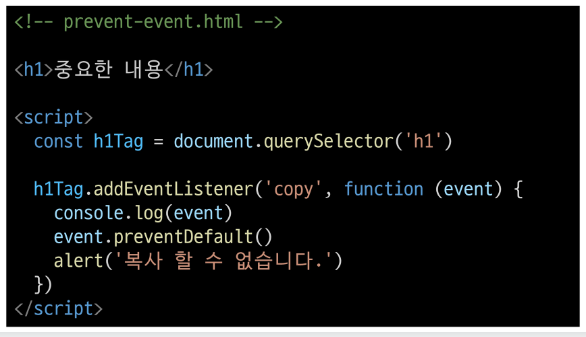 <!-- prevent-event.html -->
<h1>중요한 내용</h1>
<script>
const h1Tag = document.querySelector('h1')
h1Tag.addEventListener('copy', function (event) {
console.log(event)
event.preventDefault()
alert('복사 할 수 없습니다.')
})
</script>